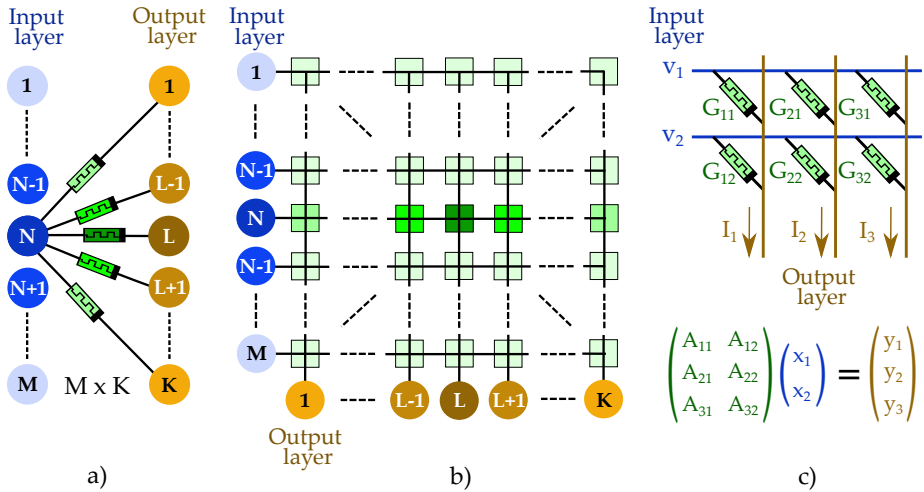 Input
layer
Output
layer
1
1
N-1
L-1
N
L
N+1
L+1
M
M x K
K
a)
Input
layer
1
N-1
N
N-1
M
1
L-1
L
L+1
K
Output
layer
b)
Input
layer
c)
v₁
G₁₁
G₂₁
G₃₁
v₂
G₁₂
G₂₂
G₃₂
I₁
I₂
I₃
Output
layer
A₁₁ A₁₂
A₂₁ A₂₂
A₃₁ A₃₂
x₁
x₂
=
y₁
y₂
y₃